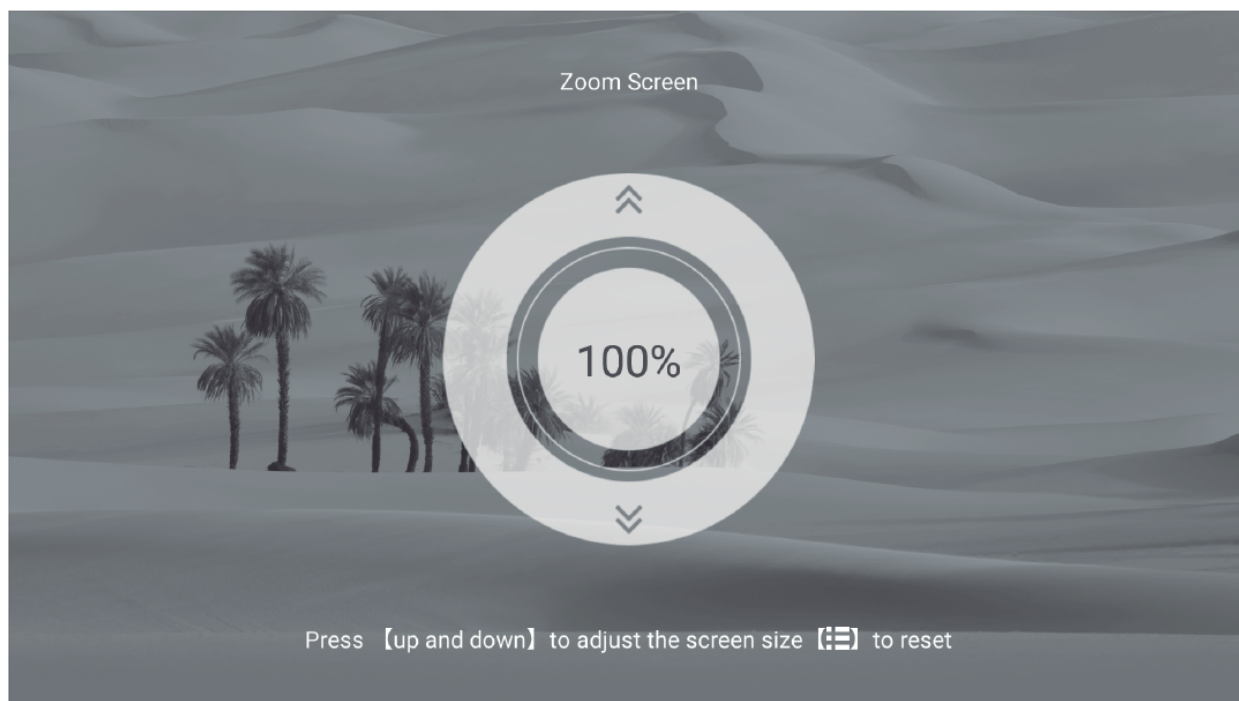 Zoom Screen
100%
Press 【up and down】 to adjust the screen size 【☰】 to reset